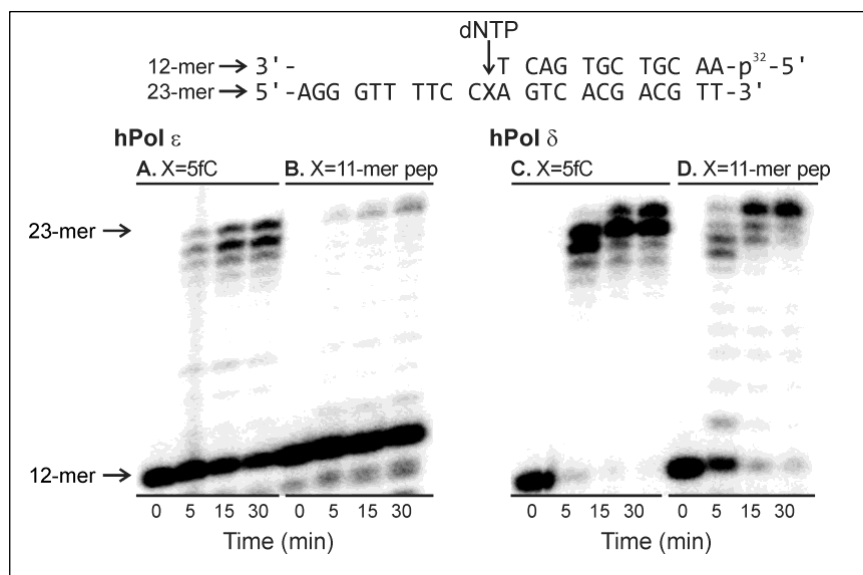 dNTP
12-mer → 3'- T CAG TGC TGC AA-p³²-5'
23-mer → 5'-AGG GTT TTC CXA GTC ACG ACG TT-3'
hPol ε hPol δ
A. X=5fC B. X=11-mer pep C. X=5fC D. X=11-mer pep
23-mer →
12-mer →
0 5 15 30 0 5 15 30 0 5 15 30 0 5 15 30
Time (min) Time (min)